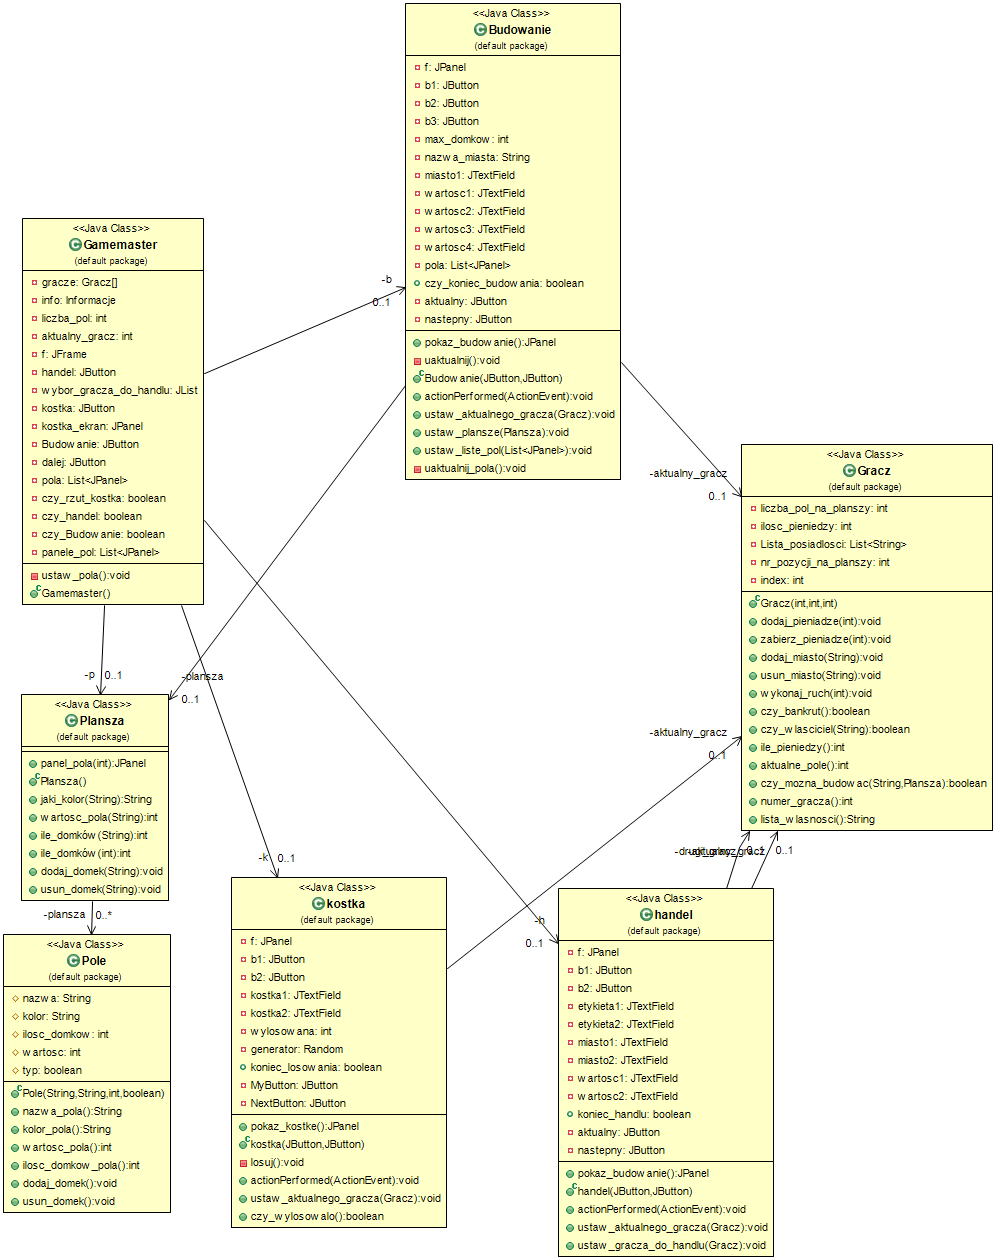 <<Java Class>>
Budowanie
(default package)
f: JPanel
b1: JButton
b2: JButton
b3: JButton
max_domkow: int
nazwa_miasta: String
miasto1: JTextField
wartosc1: JTextField
wartosc2: JTextField
wartosc3: JTextField
wartosc4: JTextField
pola: List<JPanel>
czy_koniec_budowania: boolean
aktualny: JButton
nastepny: JButton
pokaz_budowanie():JPanel
uaktualnij():void
Budowanie(JButton,JButton)
actionPerformed(ActionEvent):void
ustaw_aktualnego_gracza(Gracz):void
ustaw_plansze(Plansza):void
ustaw_liste_pol(List<JPanel>):void
uaktualnij_pola():void
<<Java Class>>
Gamemaster
(default package)
gracze: Gracz[]
info: Informacje
liczba_pol: int
aktualny_gracz: int
f: JFrame
handel: JButton
wybor_gracza_do_handlu: JList
kostka: JButton
kostka_ekran: JPanel
Budowanie: JButton
dalej: JButton
pola: List<JPanel>
czy_rzut_kostka: boolean
czy_handel: boolean
czy_Budowanie: boolean
panele_pol: List<JPanel>
ustaw_pola():void
Gamemaster()
-b
0..1
-aktualny_gracz
0..1
<<Java Class>>
Gracz
(default package)
liczba_pol_na_planszy: int
ilosc_pieniedzy: int
Lista_posiadlosci: List<String>
nr_pozycji_na_planszy: int
index: int
Gracz(int,int,int)
dodaj_pieniadze(int):void
zabierz_pieniadze(int):void
dodaj_miasto(String):void
usun_miasto(String):void
wykonaj_ruch(int):void
czy_bankrut():boolean
czy_wlasciciel(String):boolean
ile_pieniedzy():int
aktualne_pole():int
czy_mozna_budowac(String,Plansza):boolean
numer_gracza():int
lista_wlasnosci():String
-p
0..1
-plansza
0..1
<<Java Class>>
Plansza
(default package)
panel_pola(int):JPanel
Plansza()
jaki_kolor(String):String
wartosc_pola(String):int
ile_domków(String):int
ile_domków(int):int
dodaj_domek(String):void
usun_domek(String):void
-aktualny_gracz
0..1
-k
0..1
-drugi_gracz
0..1
-aktualny_gracz
0..1
-plansza
0..*
-h
0..1
<<Java Class>>
Pole
(default package)
nazwa: String
kolor: String
ilosc_domkow: int
wartosc: int
typ: boolean
Pole(String,String,int,boolean)
nazwa_pola():String
kolor_pola():String
wartosc_pola():int
ilosc_domkow_pola():int
dodaj_domek():void
usun_domek():void
<<Java Class>>
kostka
(default package)
f: JPanel
b1: JButton
b2: JButton
kostka1: JTextField
kostka2: JTextField
wylosowana: int
generator: Random
koniec_losowania: boolean
MyButton: JButton
NextButton: JButton
pokaz_kostke():JPanel
kostka(JButton,JButton)
losuj():void
actionPerformed(ActionEvent):void
ustaw_aktualnego_gracza(Gracz):void
czy_wylosowalo():boolean
<<Java Class>>
handel
(default package)
f: JPanel
b1: JButton
b2: JButton
etykieta1: JTextField
etykieta2: JTextField
miasto1: JTextField
miasto2: JTextField
wartosc1: JTextField
wartosc2: JTextField
koniec_handlu: boolean
aktualny: JButton
nastepny: JButton
pokaz_budowanie():JPanel
handel(JButton,JButton)
actionPerformed(ActionEvent):void
ustaw_aktualnego_gracza(Gracz):void
ustaw_gracza_do_handlu(Gracz):void